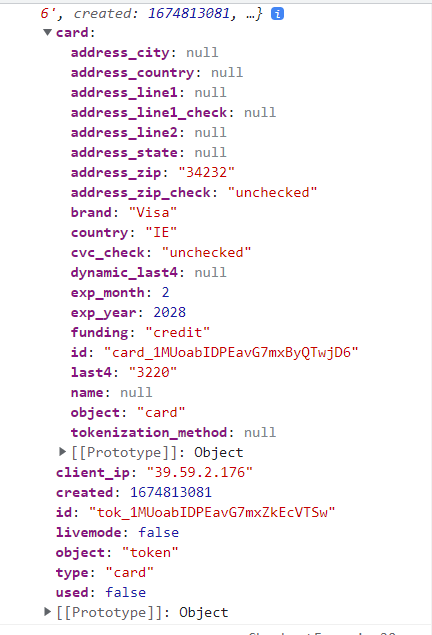 6', created: 1674813081, …}
card:
address_city: null
address_country: null
address_line1: null
address_line1_check: null
address_line2: null
address_state: null
address_zip: "34232"
address_zip_check: "unchecked"
brand: "Visa"
country: "IE"
cvc_check: "unchecked"
dynamic_last4: null
exp_month: 2
exp_year: 2028
funding: "credit"
id: "card_1MUoabIDPEavG7mxByQTwjD6"
last4: "3220"
name: null
object: "card"
tokenization_method: null
[[Prototype]]: Object
client_ip: "39.59.2.176"
created: 1674813081
id: "tok_1MUoabIDPEavG7mxZkEcVTSw"
livemode: false
object: "token"
type: "card"
used: false
[[Prototype]]: Object